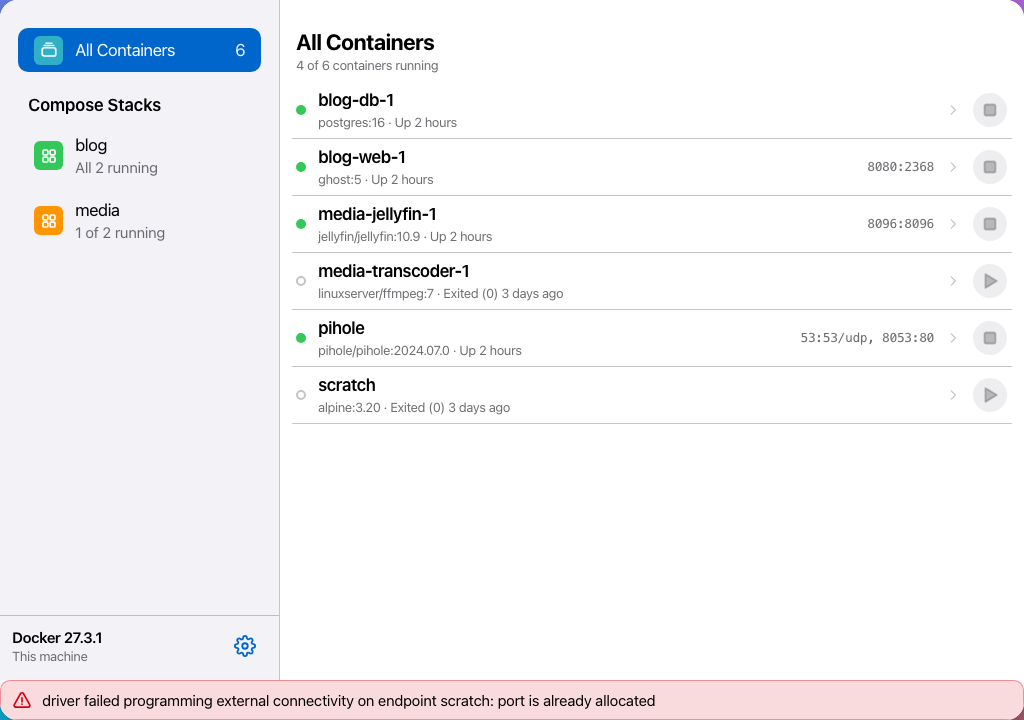 All Containers 6
Compose Stacks
blog
All 2 running
media
1 of 2 running
Docker 27.3.1
This machine
All Containers
4 of 6 containers running
blog-db-1
postgres:16 · Up 2 hours
blog-web-1
ghost:5 · Up 2 hours
8080:2368
media-jellyfin-1
jellyfin/jellyfin:10.9 · Up 2 hours
8096:8096
media-transcoder-1
linuxserver/ffmpeg:7 · Exited (0) 3 days ago
pihole
pihole/pihole:2024.07.0 · Up 2 hours
53:53/udp, 8053:80
scratch
alpine:3.20 · Exited (0) 3 days ago
driver failed programming external connectivity on endpoint scratch: port is already allocated